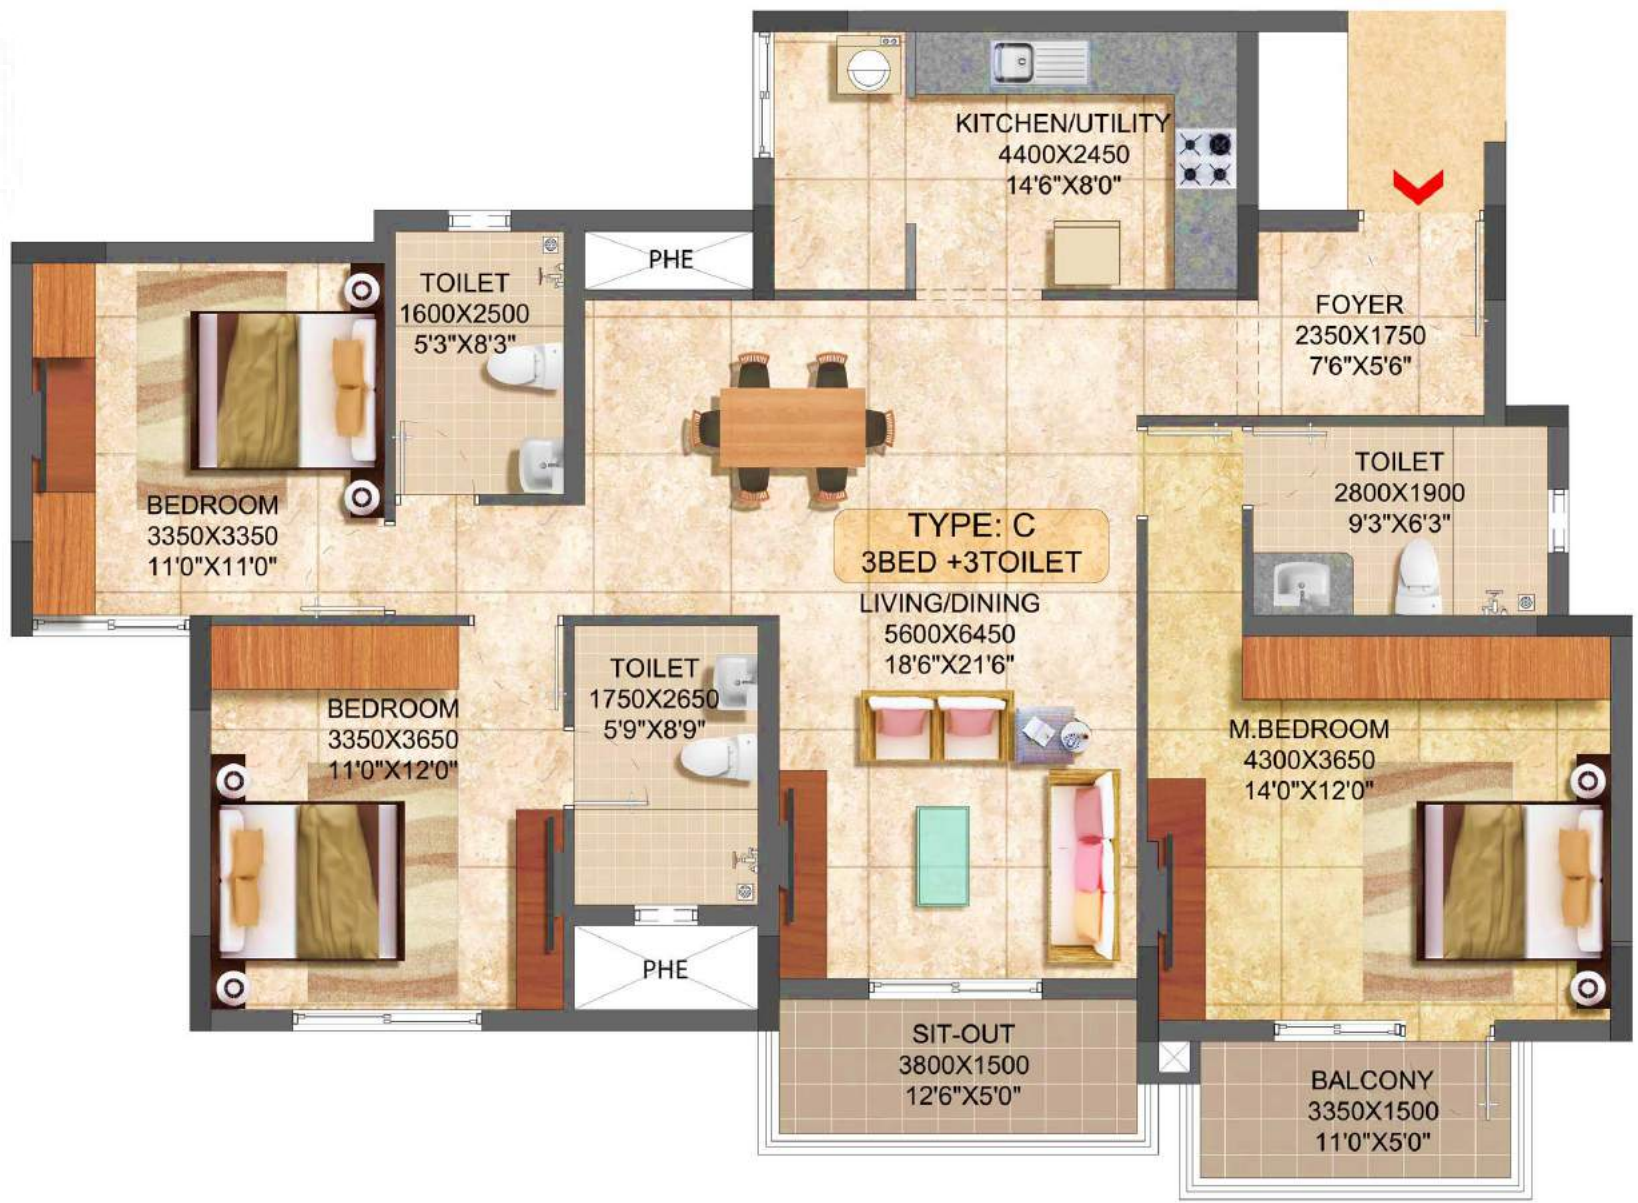 KITCHEN/UTILITY
4400X2450
14'6"X8'0"
PHE
TOILET
1600X2500
5'3"X8'3"
FOYER
2350X1750
7'6"X5'6"
BEDROOM
3350X3350
11'0"X11'0"
TOILET
2800X1900
9'3"X6'3"
TYPE: C
3BED +3TOILET
LIVING/DINING
5600X6450
18'6"X21'6"
TOILET
1750X2650
5'9"X8'9"
BEDROOM
3350X3650
11'0"X12'0"
M.BEDROOM
4300X3650
14'0"X12'0"
PHE
SIT-OUT
3800X1500
12'6"X5'0"
BALCONY
3350X1500
11'0"X5'0"